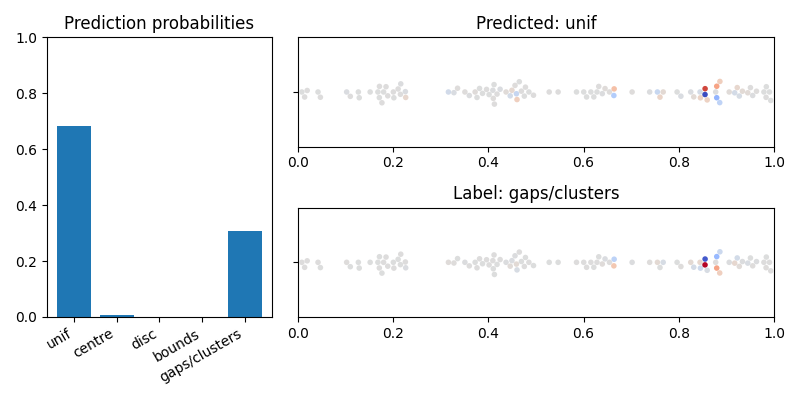 Prediction probabilities
1.0
0.8
0.6
0.4
0.2
0.0
unif
centre
disc
bounds
gaps/clusters
Predicted: unif
0.0 0.2 0.4 0.6 0.8 1.0
Label: gaps/clusters
0.0 0.2 0.4 0.6 0.8 1.0